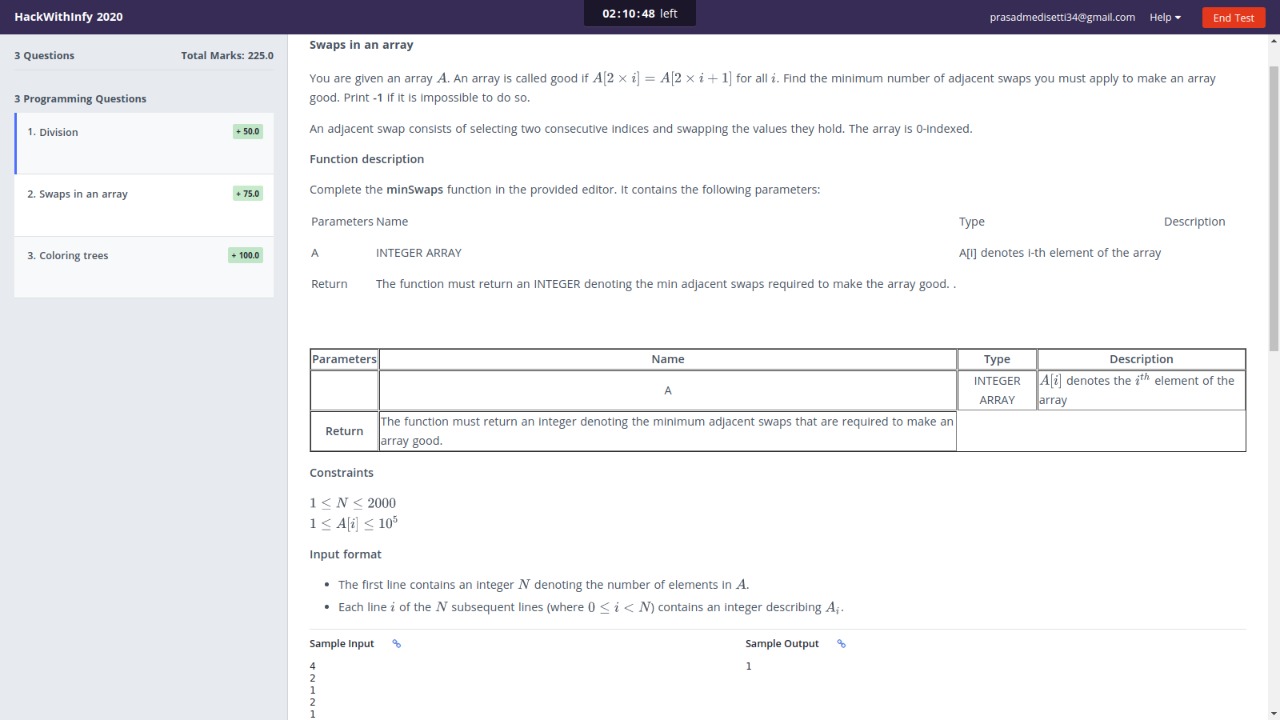 HackWithInfy 2020
02:10:48 left
prasadmedisetti34@gmail.com Help End Test
3 Questions Total Marks: 225.0
3 Programming Questions
1. Division + 50.0
2. Swaps in an array + 75.0
3. Coloring trees + 100.0
Swaps in an array
You are given an array A. An array is called good if A[2 × i] = A[2 × i + 1] for all i. Find the minimum number of adjacent swaps you must apply to make an array
good. Print -1 if it is impossible to do so.
An adjacent swap consists of selecting two consecutive indices and swapping the values they hold. The array is 0-indexed.
Function description
Complete the minSwaps function in the provided editor. It contains the following parameters:
Parameters Name Type Description
A INTEGER ARRAY A[i] denotes i-th element of the array
Return The function must return an INTEGER denoting the min adjacent swaps required to make the array good. .
Parameters Name Type Description
A INTEGER A[i] denotes the i^th element of the
ARRAY array
Return The function must return an integer denoting the minimum adjacent swaps that are required to make an
array good.
Constraints
1 ≤ N ≤ 2000
1 ≤ A[i] ≤ 10^5
Input format
• The first line contains an integer N denoting the number of elements in A.
• Each line i of the N subsequent lines (where 0 ≤ i < N) contains an integer describing A_i.
Sample Input Sample Output
4 1
2
1
2
1